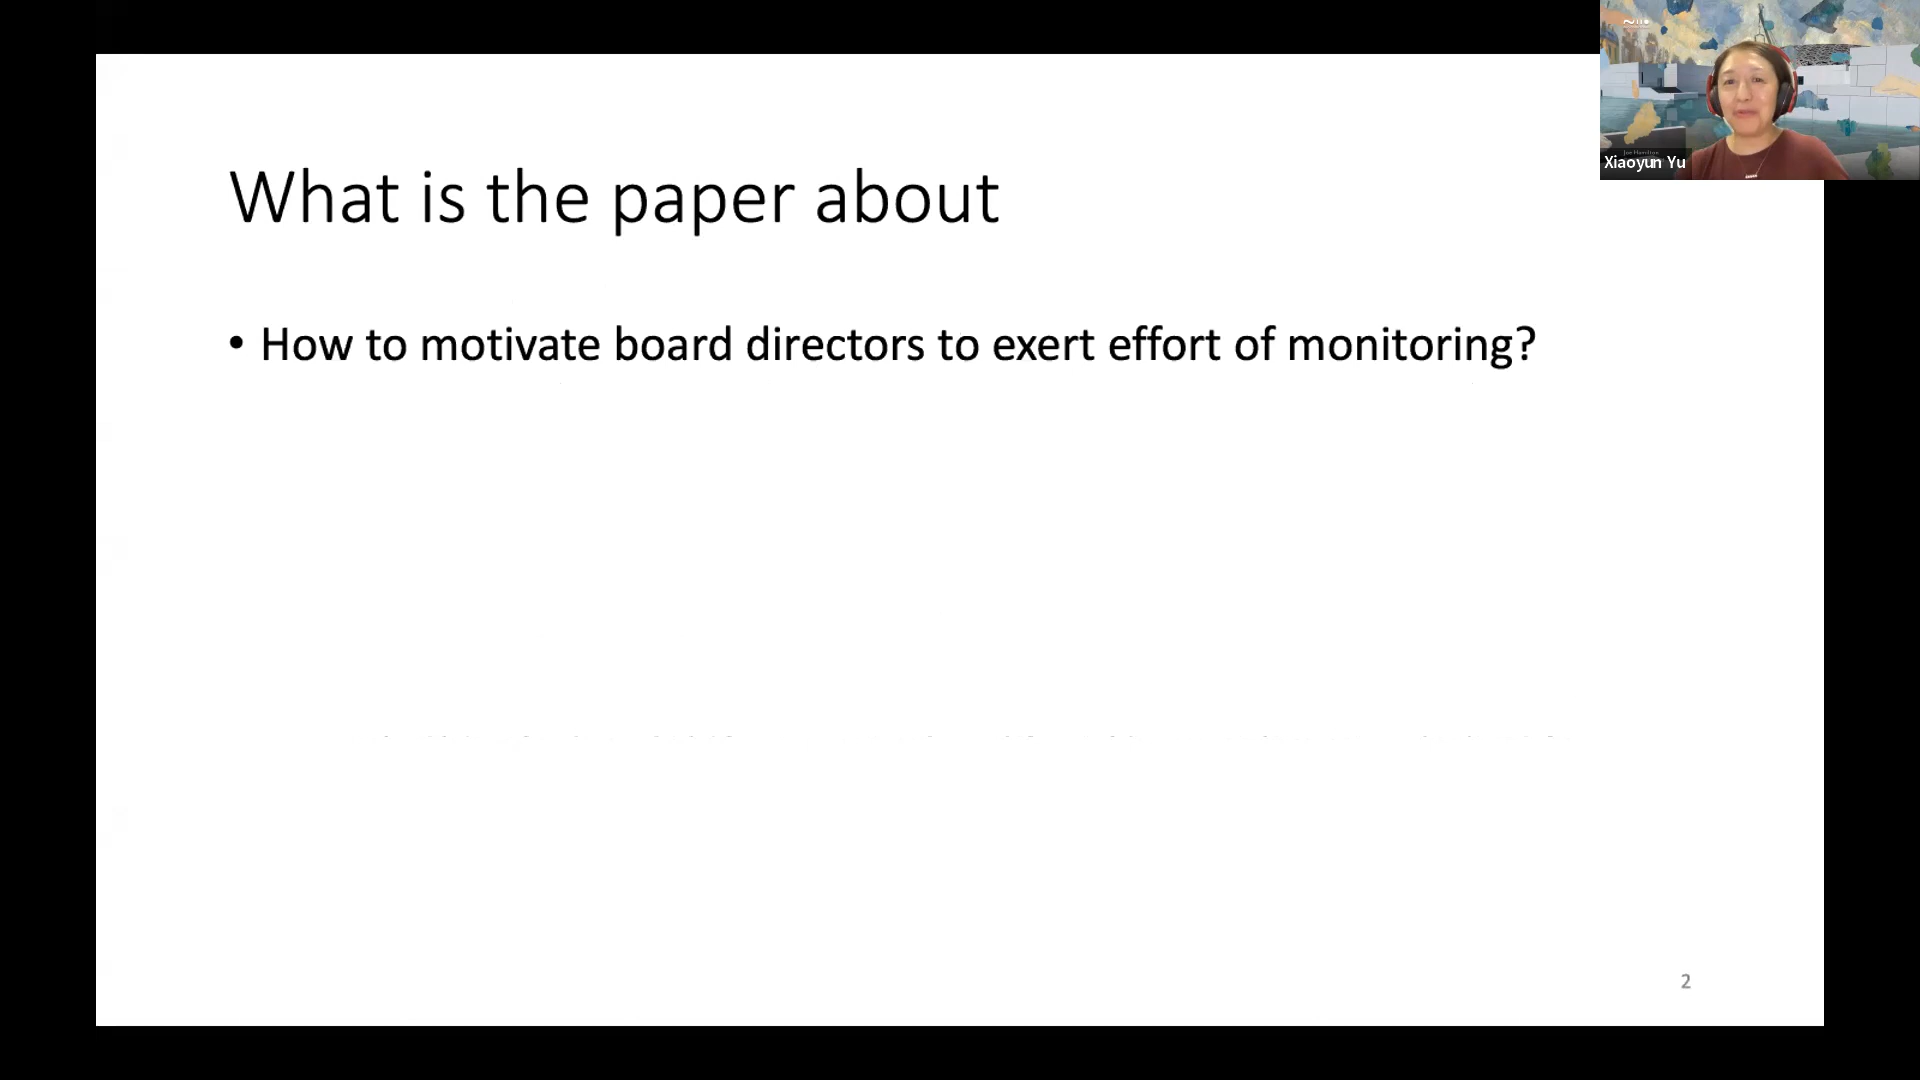 What is the paper about
• How to motivate board directors to exert effort of monitoring?
Xiaoyun Yu
2